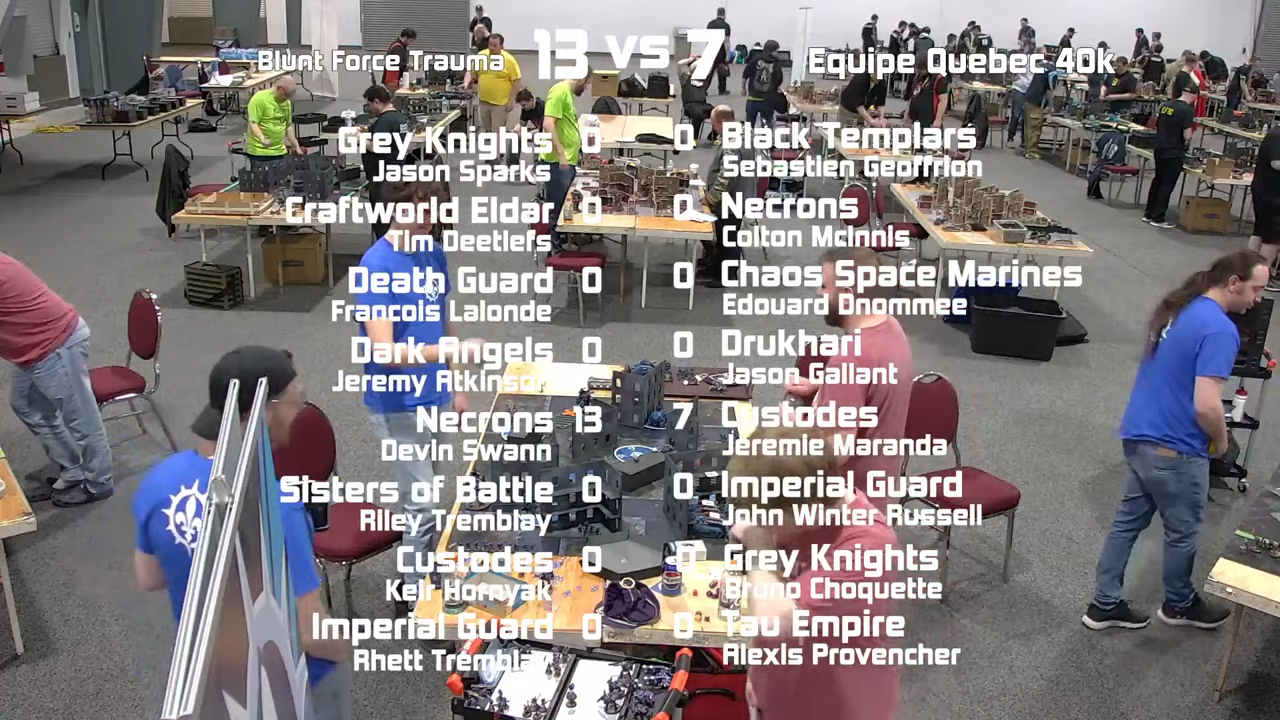 Blunt Force Trauma 13 vs 7 Equipe Quebec 40k
Grey Knights 0 0 Black Templars
Jason Sparks Sebastien Geoffrion
Craftworld Eldar 0 0 Necrons
Tim Deetlefs Colton McInnis
Death Guard 0 0 Chaos Space Marines
Francois Lalonde Edouard Dnommee
Dark Angels 0 0 Drukhari
Jeremy Atkinson Jason Gallant
Necrons 13 7 Custodes
Devin Swann Jeremie Maranda
Sisters of Battle 0 0 Imperial Guard
Riley Tremblay John Winter Russell
Custodes 0 0 Grey Knights
Keir Hornyak Bruno Choquette
Imperial Guard 0 0 Tau Empire
Rhett Tremblay Alexis Provencher